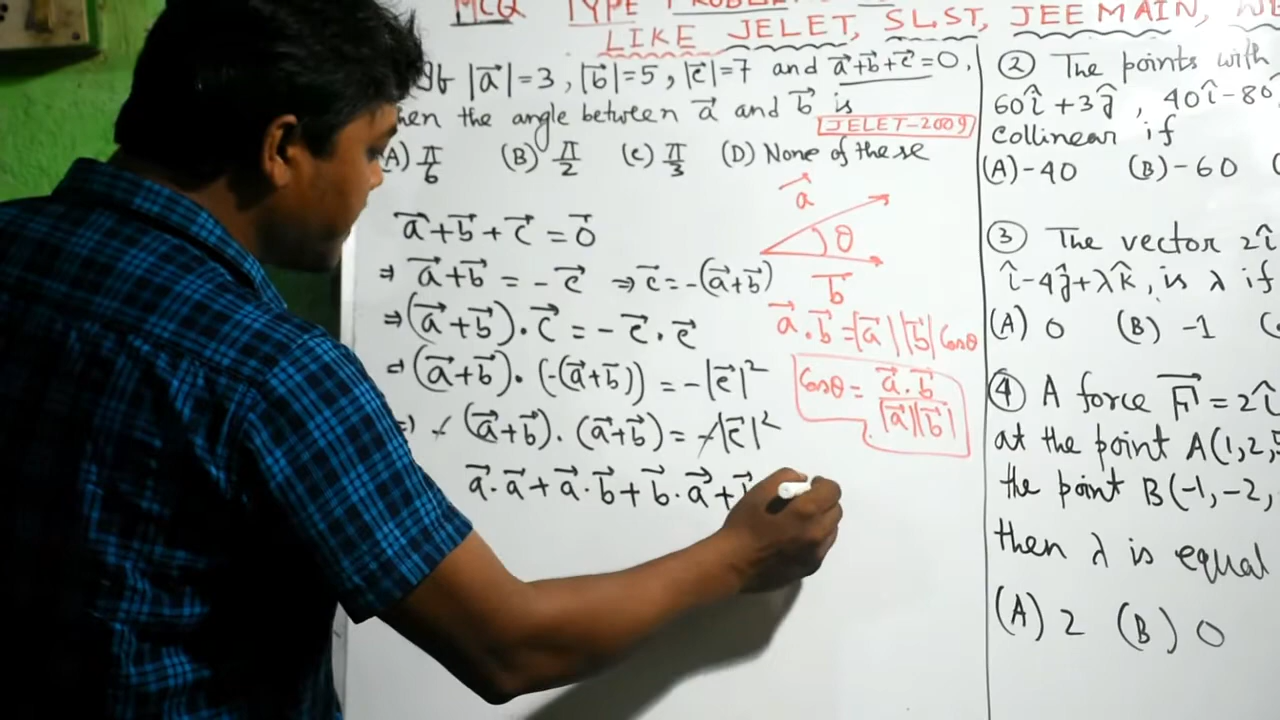 MCQ TYPE
LIKE JELET, SLST, JEE MAIN,
If |a⃗|=3, |b⃗|=5, |c⃗|=7 and a⃗+b⃗+c⃗=0,
the angle between a⃗ and b⃗ is
JELET-2009
(A) π/6 (B) π/2 (C) π/3 (D) None of these
a⃗+b⃗+c⃗=0⃗
⇒ a⃗+b⃗ = -c⃗ ⇒ c⃗=-(a⃗+b⃗)
⇒(a⃗+b⃗).c⃗ = -c⃗.c⃗
⇒(a⃗+b⃗).(-(a⃗+b⃗)) = -|c⃗|²
⇒ -(a⃗+b⃗).(a⃗+b⃗) = -|c⃗|²
a⃗.a⃗+a⃗.b⃗+b⃗.a⃗+
a⃗
θ
b⃗
a⃗.b⃗=|a⃗||b⃗|Cosθ
Cosθ = a⃗.b⃗/|a⃗||b⃗|
② The points with
60î+3ĵ, 40î-8
collinear if
(A)-40 (B)-60
③ The vector 2î
î-4ĵ+λk̂, is λ if
(A) 0 (B) -1
④ A force F⃗=2î
at the point A(1,2,
the point B(-1,-2,
then λ is equal
(A) 2 (B) 0